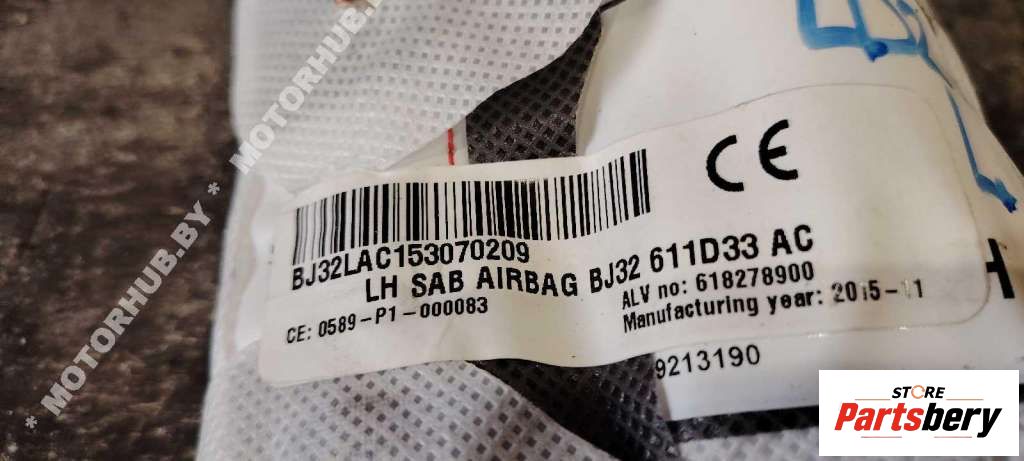 * MOTORHUB.BY * MOTORHUB.BY
CE
BJ32LAC153070209
LH SAB AIRBAG BJ32 611D33 AC
CE: 0589-P1-000083
ALV no: 618278900
Manufacturing year: 2015-11
9213190
H
STORE
Partsbery